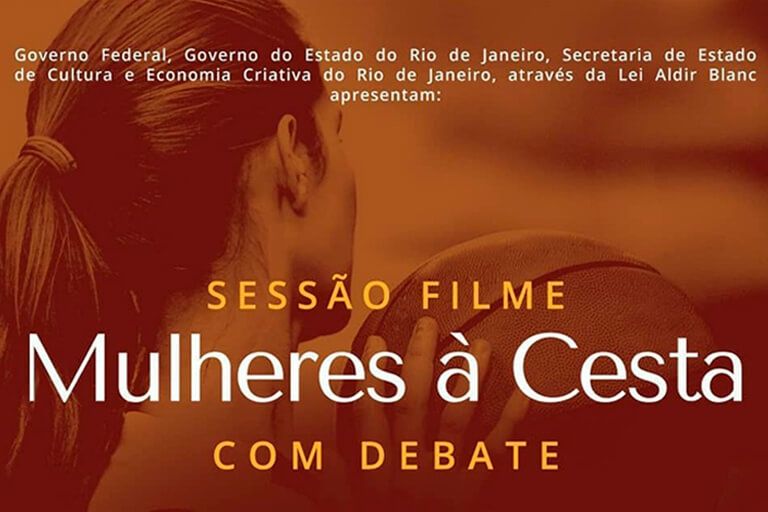 Governo Federal, Governo do Estado do Rio de Janeiro, Secretaria de Estado
de Cultura e Economia Criativa do Rio de Janeiro, através da Lei Aldir Blanc
apresentam:
SESSÃO FILME
Mulheres à Cesta
COM DEBATE